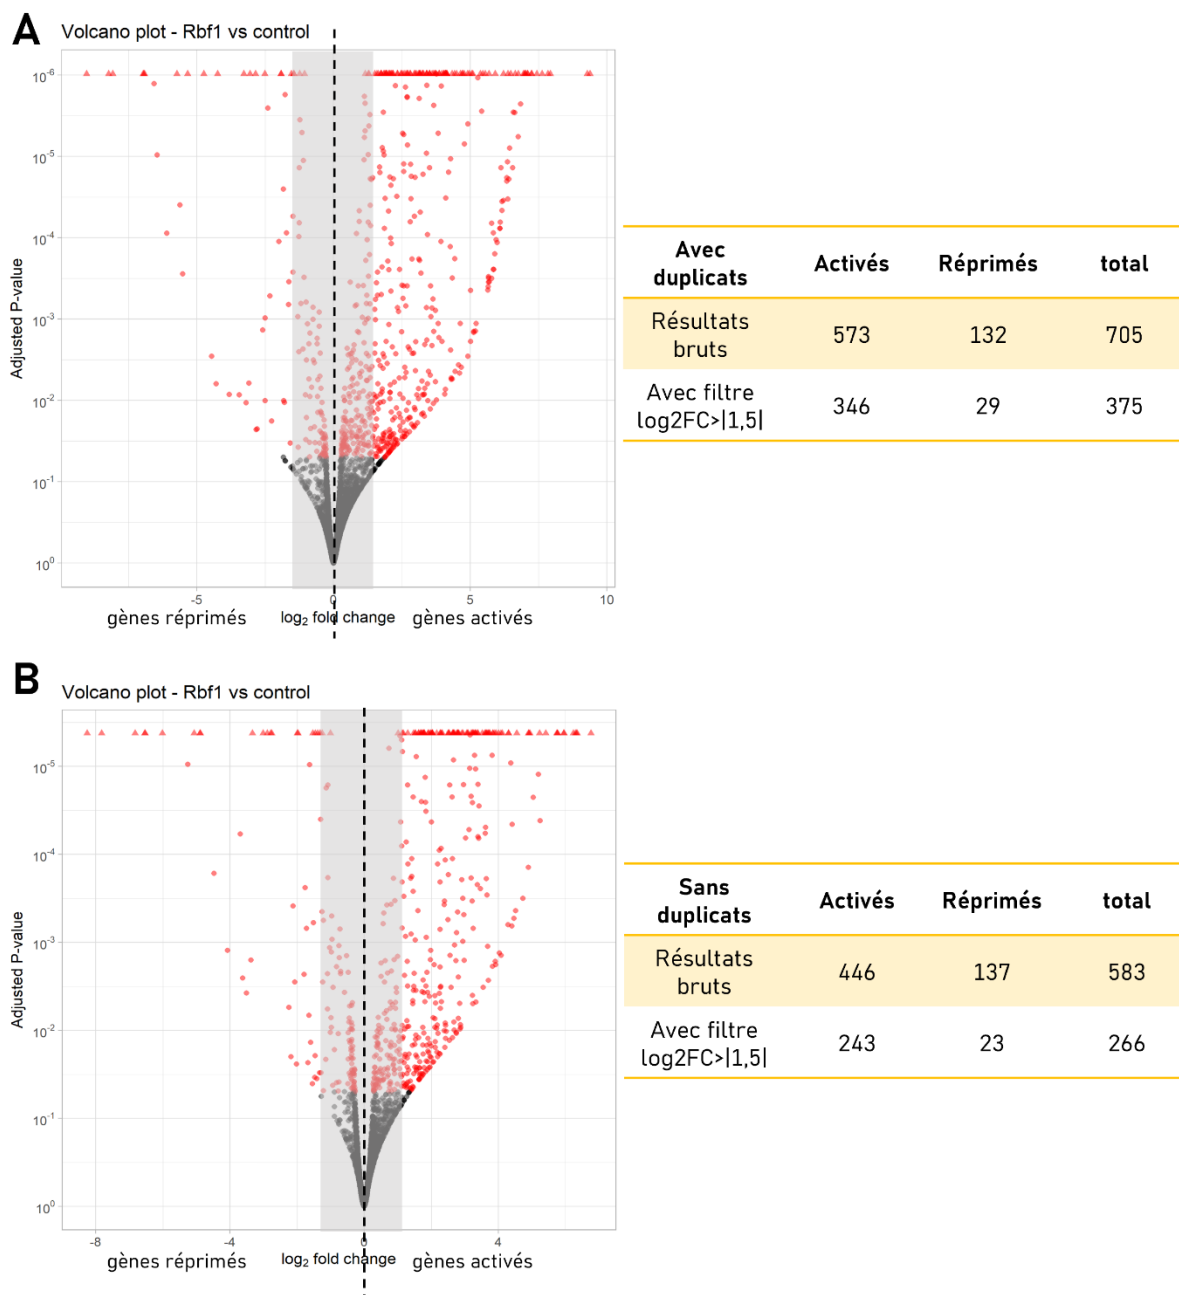 A
Volcano plot - Rbf1 vs control
10⁻⁶
10⁻⁵
10⁻⁴
10⁻³
10⁻²
10⁻¹
10⁰
Adjusted P-value
-5
0
5
10
gènes réprimés
log₂ fold change
gènes activés
Avec
duplicats
Activés
Réprimés
total
Résultats
bruts
573
132
705
Avec filtre
log2FC>|1,5|
346
29
375
B
Volcano plot - Rbf1 vs control
10⁻⁵
10⁻⁴
10⁻³
10⁻²
10⁻¹
10⁰
Adjusted P-value
-8
-4
0
4
gènes réprimés
log₂ fold change
gènes activés
Sans
duplicats
Activés
Réprimés
total
Résultats
bruts
446
137
583
Avec filtre
log2FC>|1,5|
243
23
266